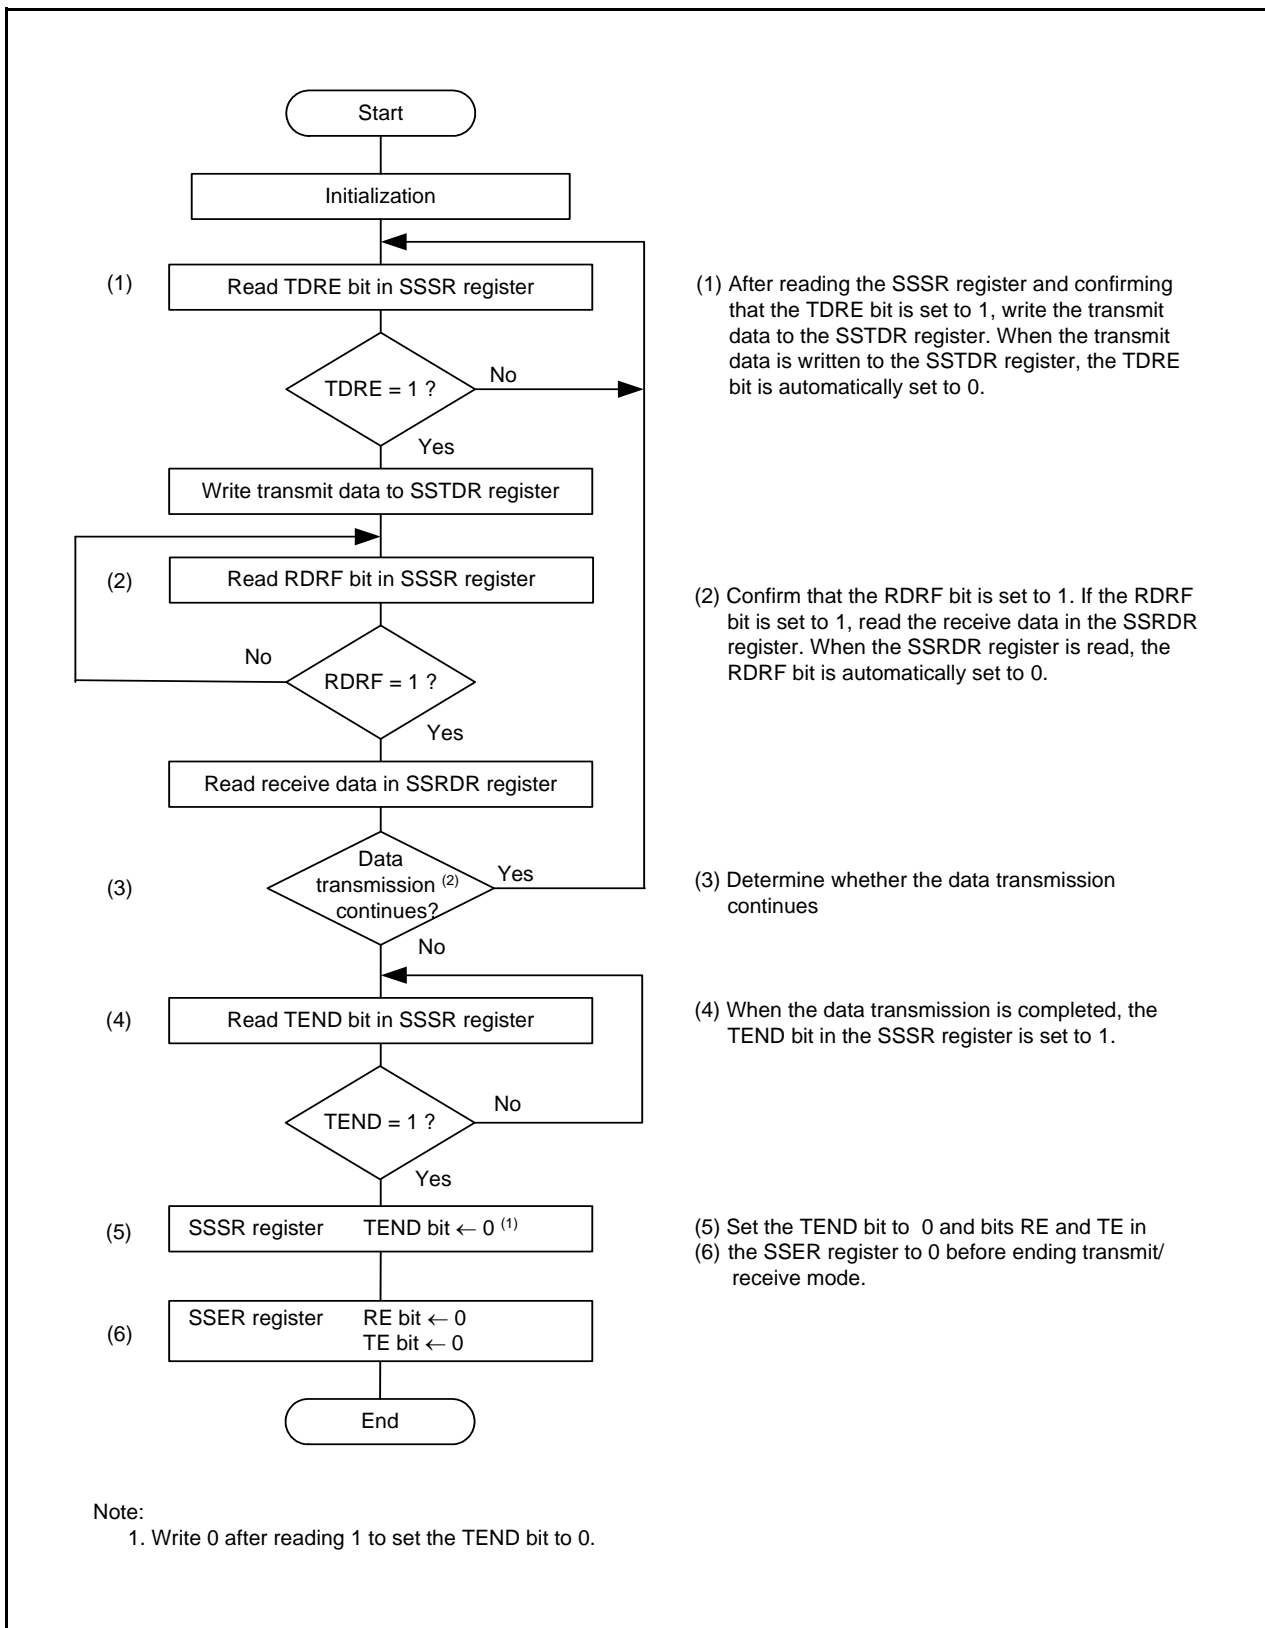 Start
Initialization
(1)
Read TDRE bit in SSSR register
TDRE = 1 ?
No
Yes
Write transmit data to SSTDR register
(2)
Read RDRF bit in SSSR register
No
RDRF = 1 ?
Yes
Read receive data in SSRDR register
(3)
Data
transmission (2)
continues?
Yes
No
(4)
Read TEND bit in SSSR register
TEND = 1 ?
No
Yes
(5)
SSSR register TEND bit ← 0 (1)
(6)
SSER register RE bit ← 0
TE bit ← 0
End
(1) After reading the SSSR register and confirming
that the TDRE bit is set to 1, write the transmit
data to the SSTDR register. When the transmit
data is written to the SSTDR register, the TDRE
bit is automatically set to 0.
(2) Confirm that the RDRF bit is set to 1. If the RDRF
bit is set to 1, read the receive data in the SSRDR
register. When the SSRDR register is read, the
RDRF bit is automatically set to 0.
(3) Determine whether the data transmission
continues
(4) When the data transmission is completed, the
TEND bit in the SSSR register is set to 1.
(5) Set the TEND bit to 0 and bits RE and TE in
(6) the SSER register to 0 before ending transmit/
receive mode.
Note:
1. Write 0 after reading 1 to set the TEND bit to 0.